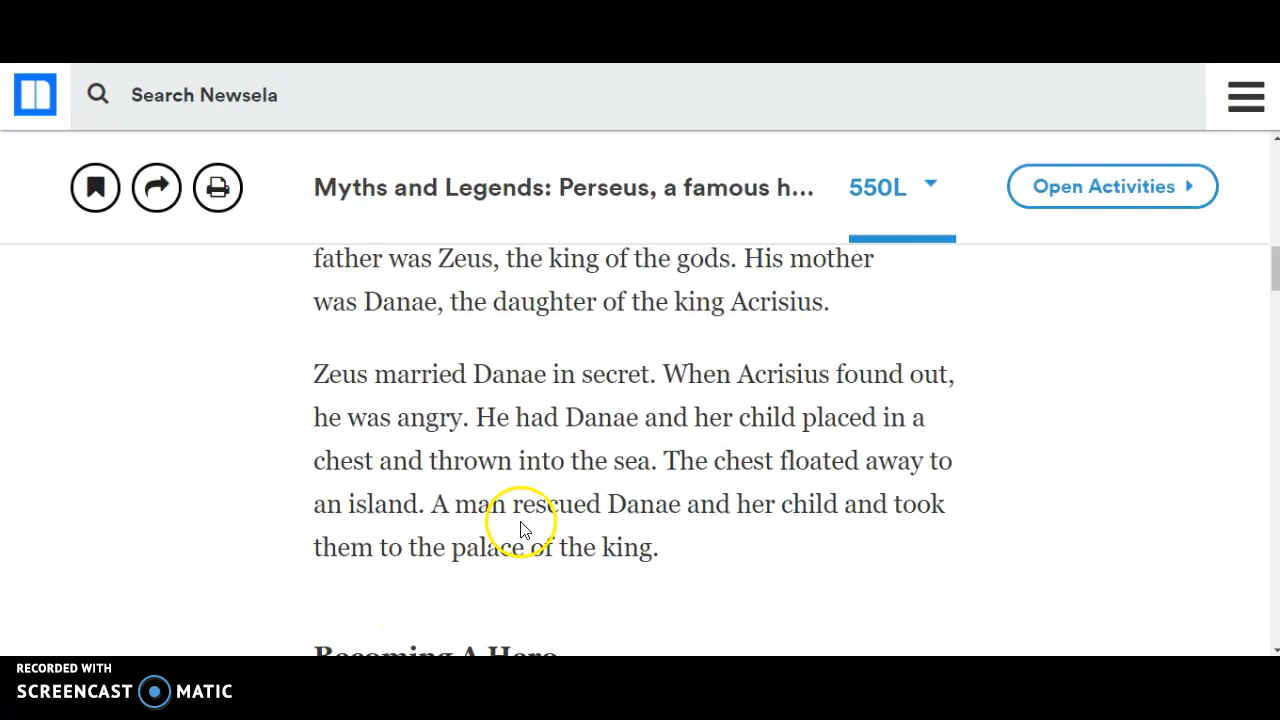 Search Newsela
Myths and Legends: Perseus, a famous h...
550L
Open Activities
father was Zeus, the king of the gods. His mother
was Danae, the daughter of the king Acrisius.
Zeus married Danae in secret. When Acrisius found out,
he was angry. He had Danae and her child placed in a
chest and thrown into the sea. The chest floated away to
an island. A man rescued Danae and her child and took
them to the palace of the king.
Becoming A Hero
RECORDED WITH
SCREENCAST MATIC